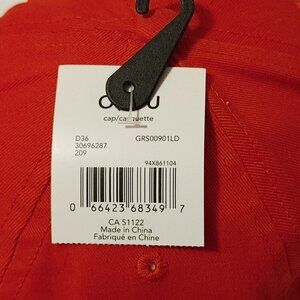 cap/casquette
D36 GRS00901LD
30696287
209
94X861104
0 66423 68349 7
CA 51122
Made in China
Fabriqué en Chine